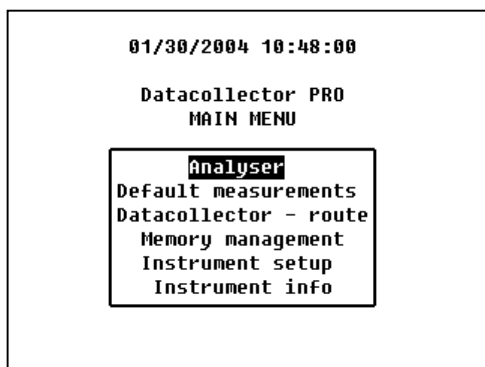 01/30/2004 10:48:00
Datacollector PRO
MAIN MENU
Analyser
Default measurements
Datacollector - route
Memory management
Instrument setup
Instrument info